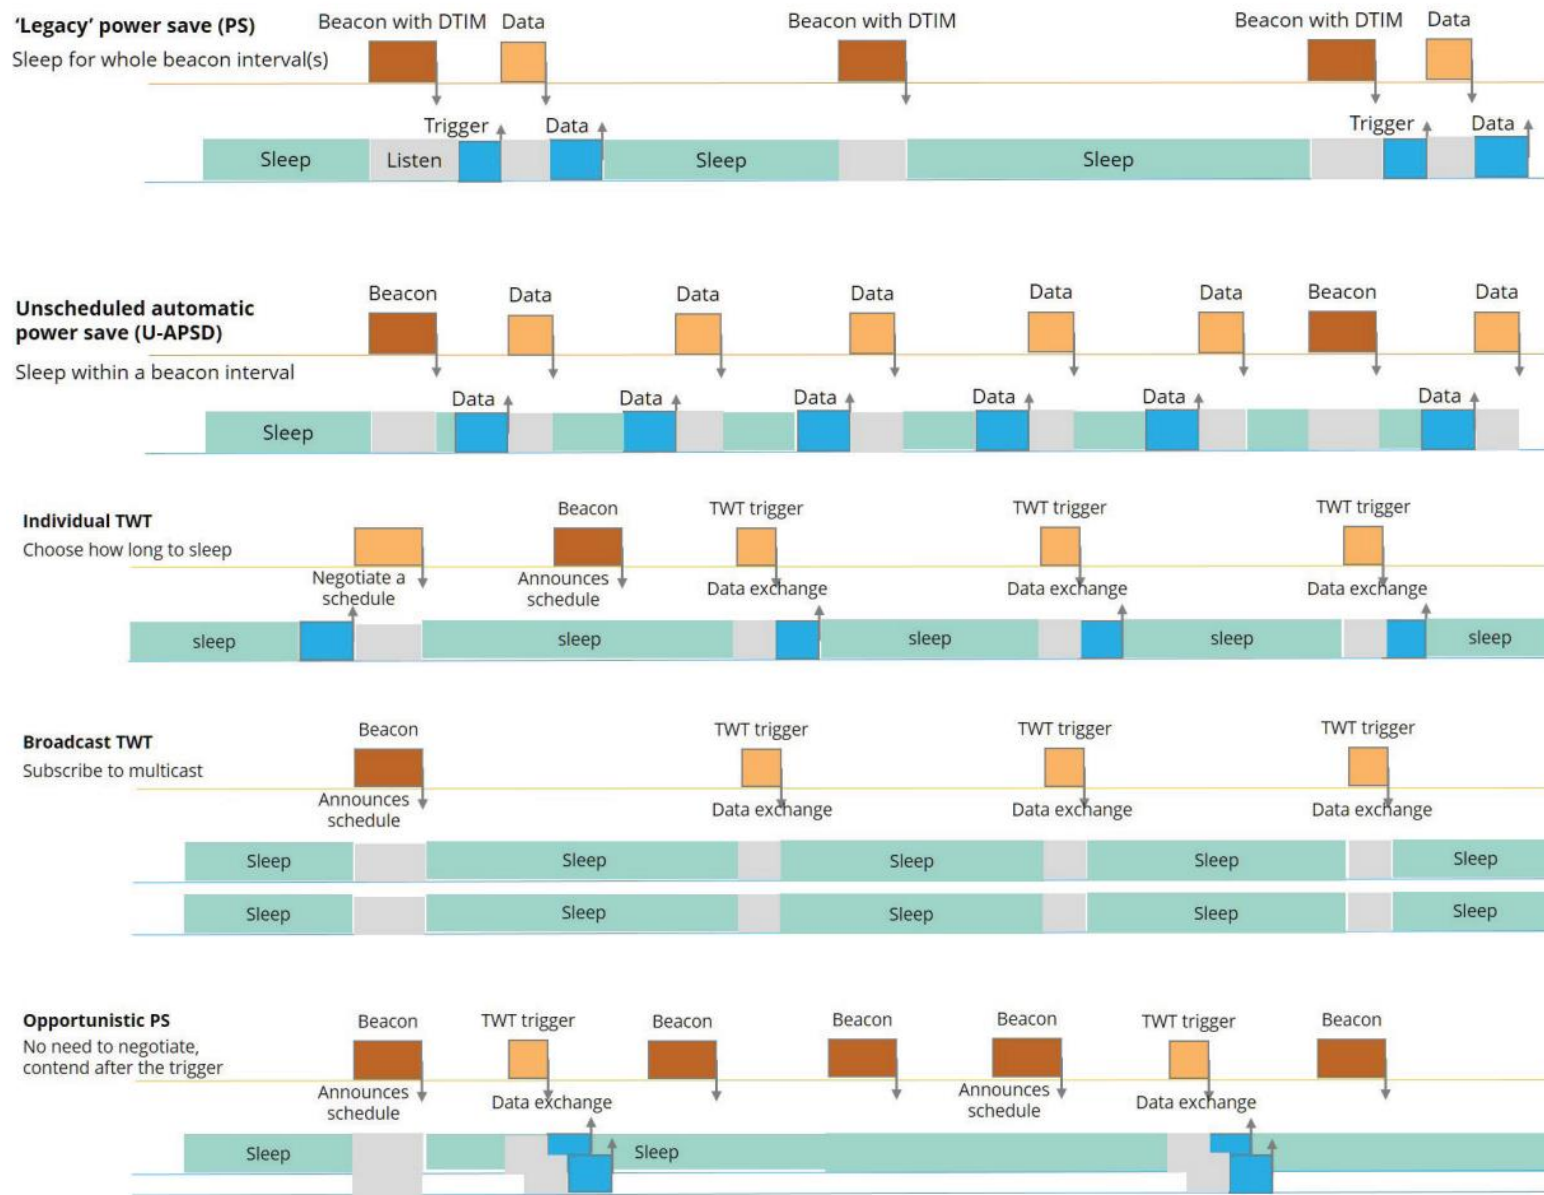 ‘Legacy’ power save (PS)
Sleep for whole beacon interval(s)
Beacon with DTIM Data Beacon with DTIM Beacon with DTIM Data
Trigger Data Trigger Data
Sleep Listen Sleep Sleep
Unscheduled automatic
power save (U-APSD)
Sleep within a beacon interval
Beacon Data Data Data Data Data Beacon Data
Data Data Data Data Data Data
Sleep
Individual TWT
Choose how long to sleep
Beacon TWT trigger TWT trigger TWT trigger
Negotiate a
schedule
Announces
schedule
Data exchange Data exchange Data exchange
sleep sleep sleep sleep sleep
Broadcast TWT
Subscribe to multicast
Beacon TWT trigger TWT trigger TWT trigger
Announces
schedule
Data exchange Data exchange Data exchange
Sleep Sleep Sleep Sleep Sleep
Sleep Sleep Sleep Sleep Sleep
Opportunistic PS
No need to negotiate,
contend after the trigger
Beacon TWT trigger Beacon Beacon Beacon TWT trigger Beacon
Announces
schedule
Data exchange
Announces
schedule
Data exchange
Sleep Sleep